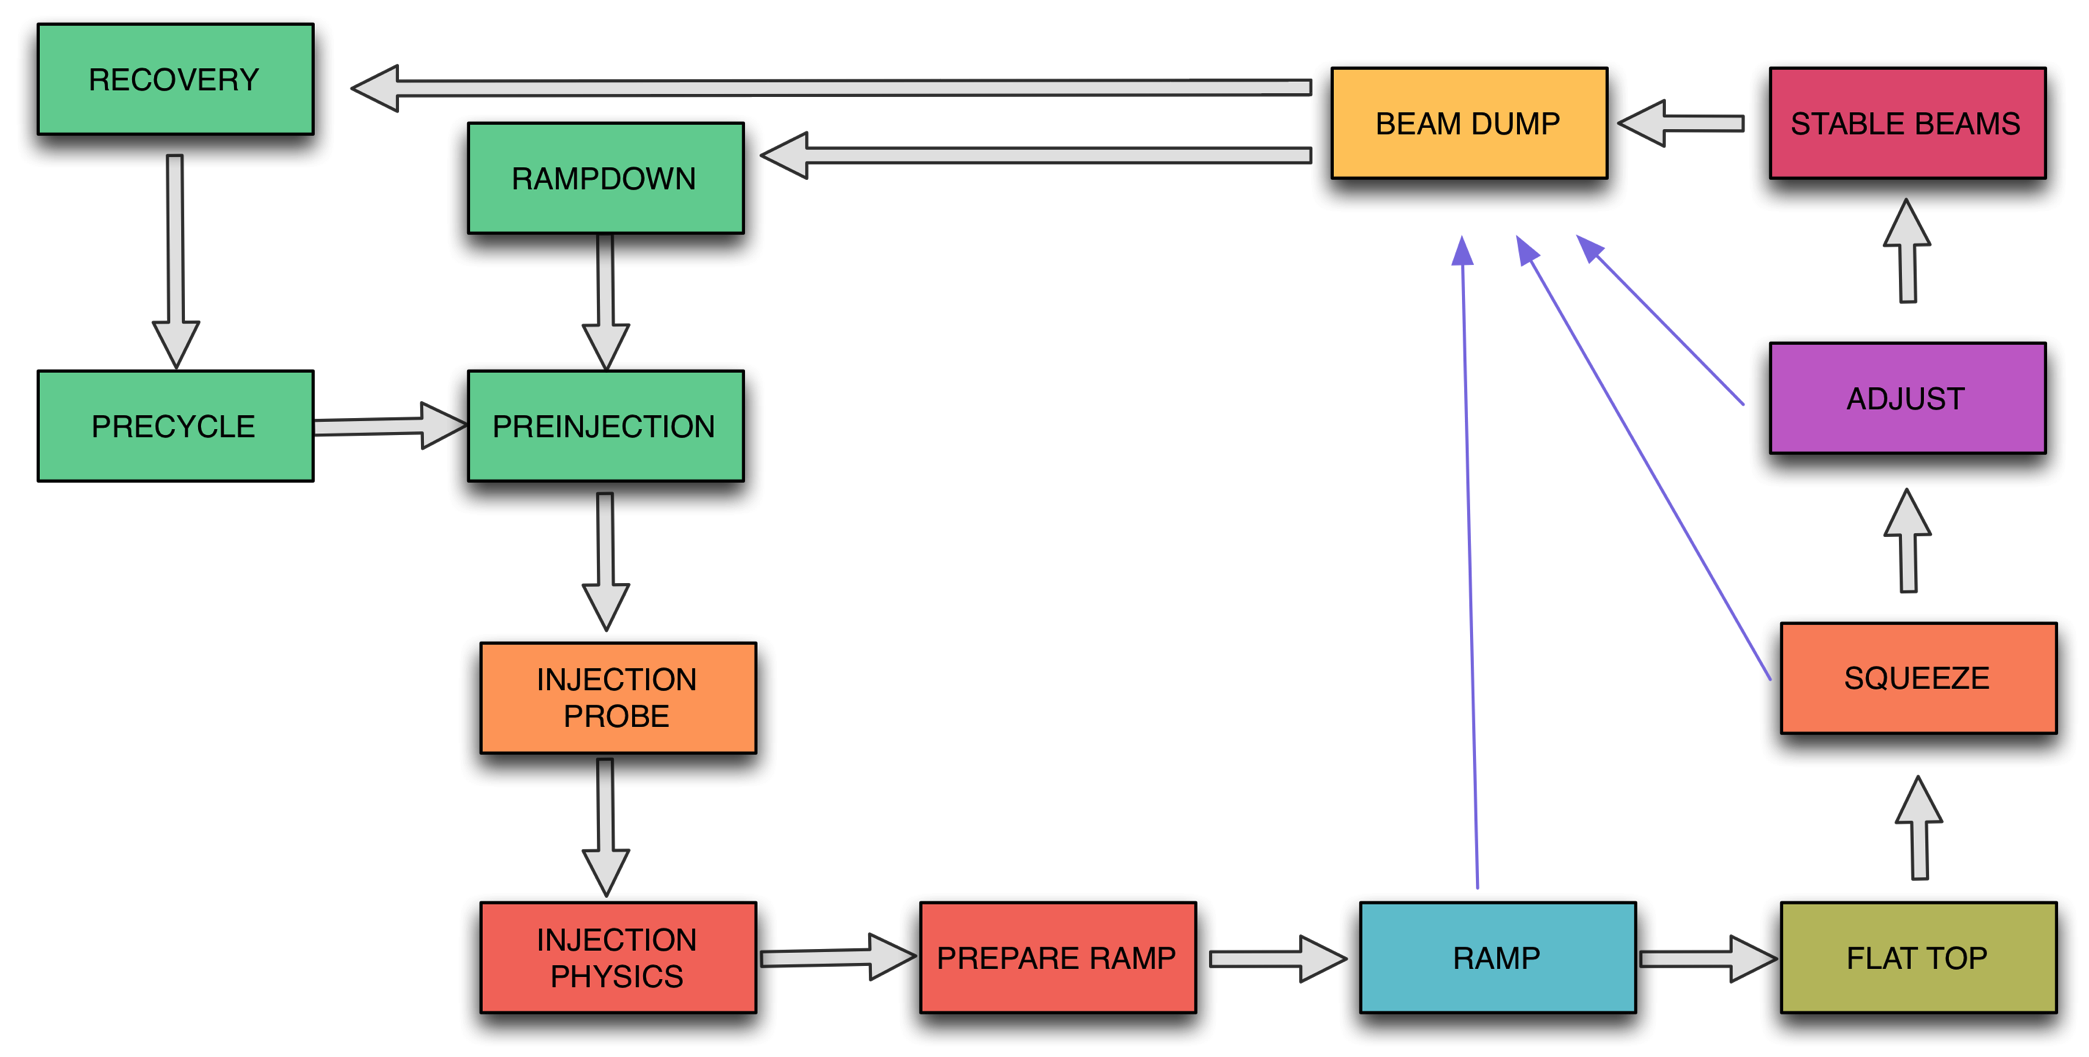 RECOVERY
BEAM DUMP
STABLE BEAMS
RAMPDOWN
PRECYCLE
PREINJECTION
ADJUST
INJECTION
PROBE
SQUEEZE
INJECTION
PHYSICS
PREPARE RAMP
RAMP
FLAT TOP